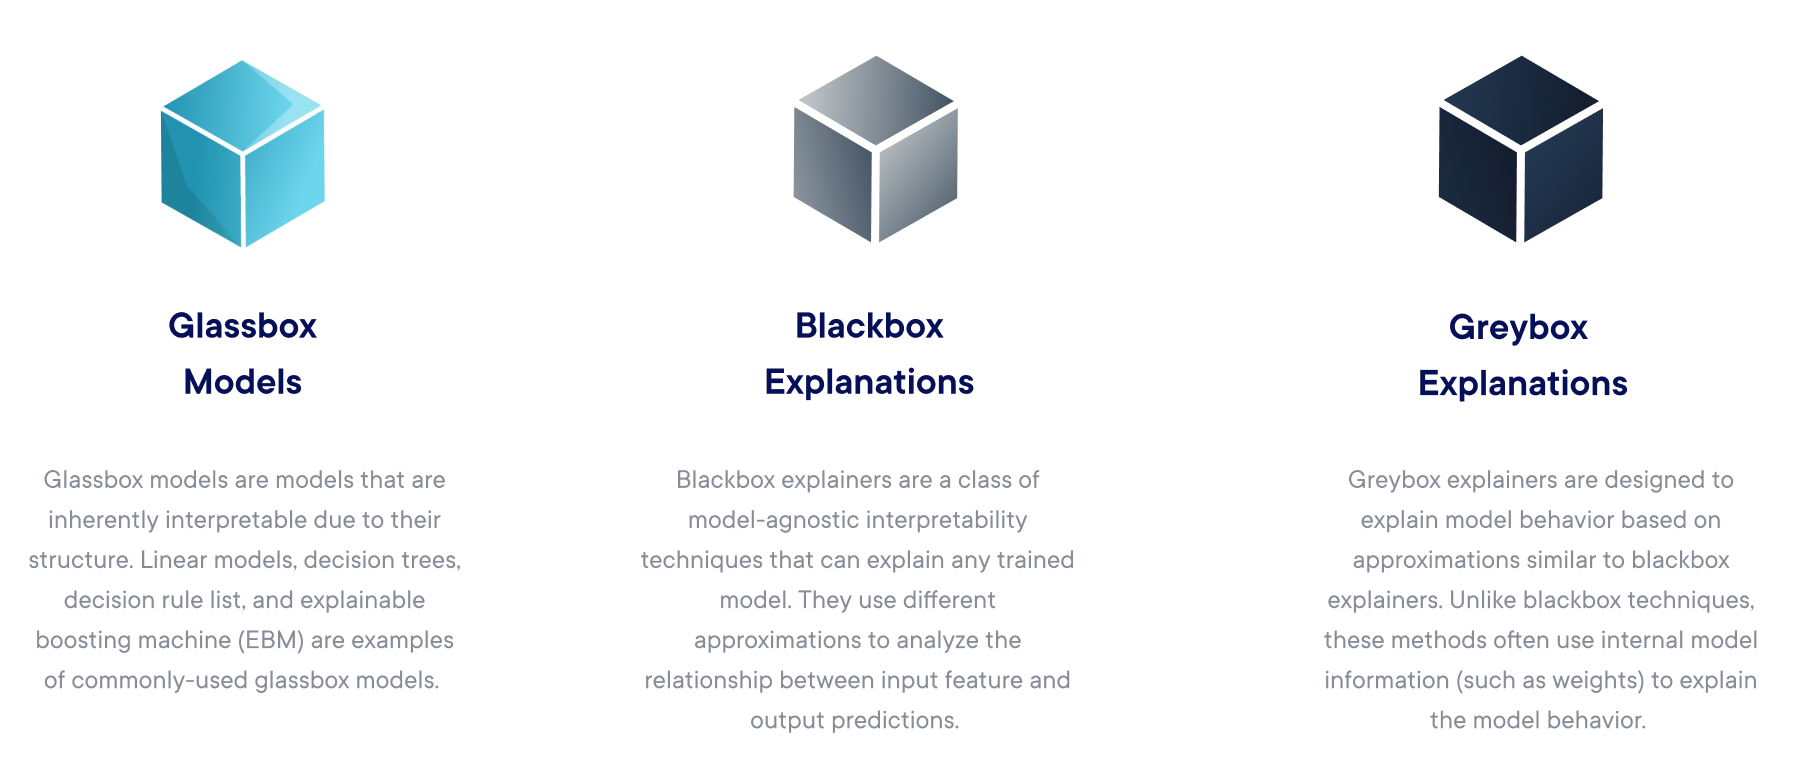 Glassbox
Models
Glassbox models are models that are
inherently interpretable due to their
structure. Linear models, decision trees,
decision rule list, and explainable
boosting machine (EBM) are examples
of commonly-used glassbox models.
Blackbox
Explanations
Blackbox explainers are a class of
model-agnostic interpretability
techniques that can explain any trained
model. They use different
approximations to analyze the
relationship between input feature and
output predictions.
Greybox
Explanations
Greybox explainers are designed to
explain model behavior based on
approximations similar to blackbox
explainers. Unlike blackbox techniques,
these methods often use internal model
information (such as weights) to explain
the model behavior.